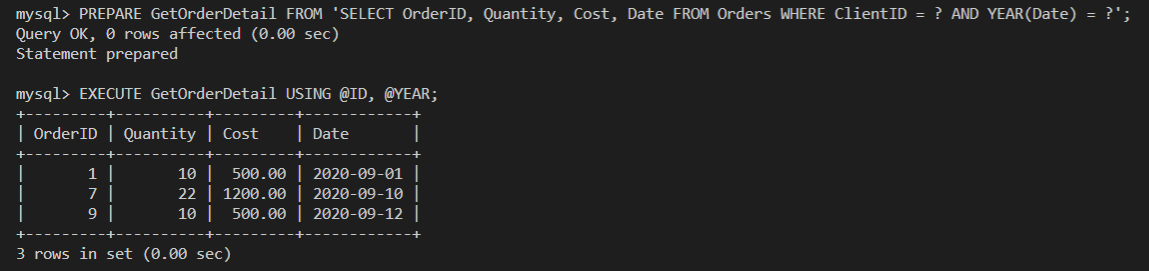 mysql> PREPARE GetOrderDetail FROM 'SELECT OrderID, Quantity, Cost, Date FROM Orders WHERE ClientID = ? AND YEAR(Date) = ?';
Query OK, 0 rows affected (0.00 sec)
Statement prepared

mysql> EXECUTE GetOrderDetail USING @ID, @YEAR;
+---------+----------+---------+------------+
| OrderID | Quantity | Cost    | Date       |
+---------+----------+---------+------------+
|       1 |       10 |  500.00 | 2020-09-01 |
|       7 |       22 | 1200.00 | 2020-09-10 |
|       9 |       10 |  500.00 | 2020-09-12 |
+---------+----------+---------+------------+
3 rows in set (0.00 sec)